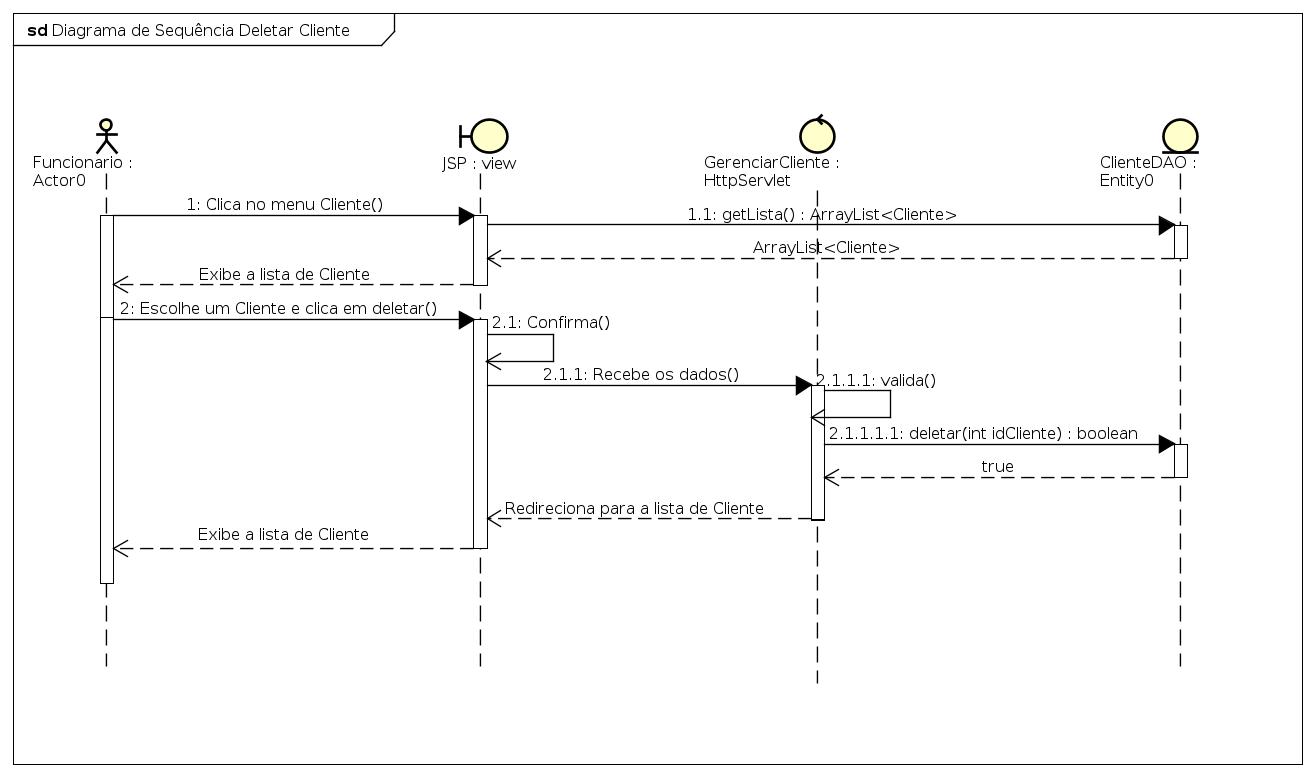 sd Diagrama de Sequência Deletar Cliente
Funcionario :
Actor0
JSP : view
GerenciarCliente :
HttpServlet
ClienteDAO :
Entity0
1: Clica no menu Cliente()
1.1: getLista() : ArrayList<Cliente>
ArrayList<Cliente>
Exibe a lista de Cliente
2: Escolhe um Cliente e clica em deletar()
2.1: Confirma()
2.1.1: Recebe os dados()
2.1.1.1: valida()
2.1.1.1.1: deletar(int idCliente) : boolean
true
Redireciona para a lista de Cliente
Exibe a lista de Cliente